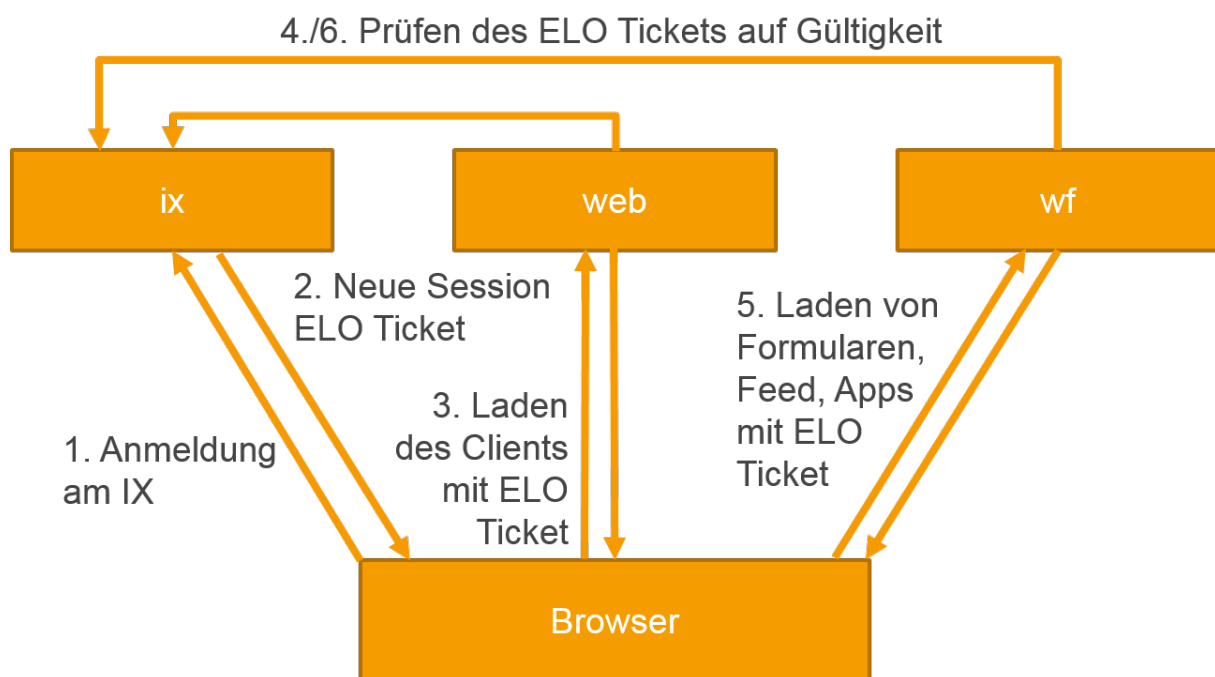 4./6. Prüfen des ELO Tickets auf Gültigkeit
ix
web
wf
2. Neue Session
ELO Ticket
5. Laden von
Formularen,
Feed, Apps
mit ELO
Ticket
3. Laden
des Clients
mit ELO
Ticket
1. Anmeldung
am IX
Browser